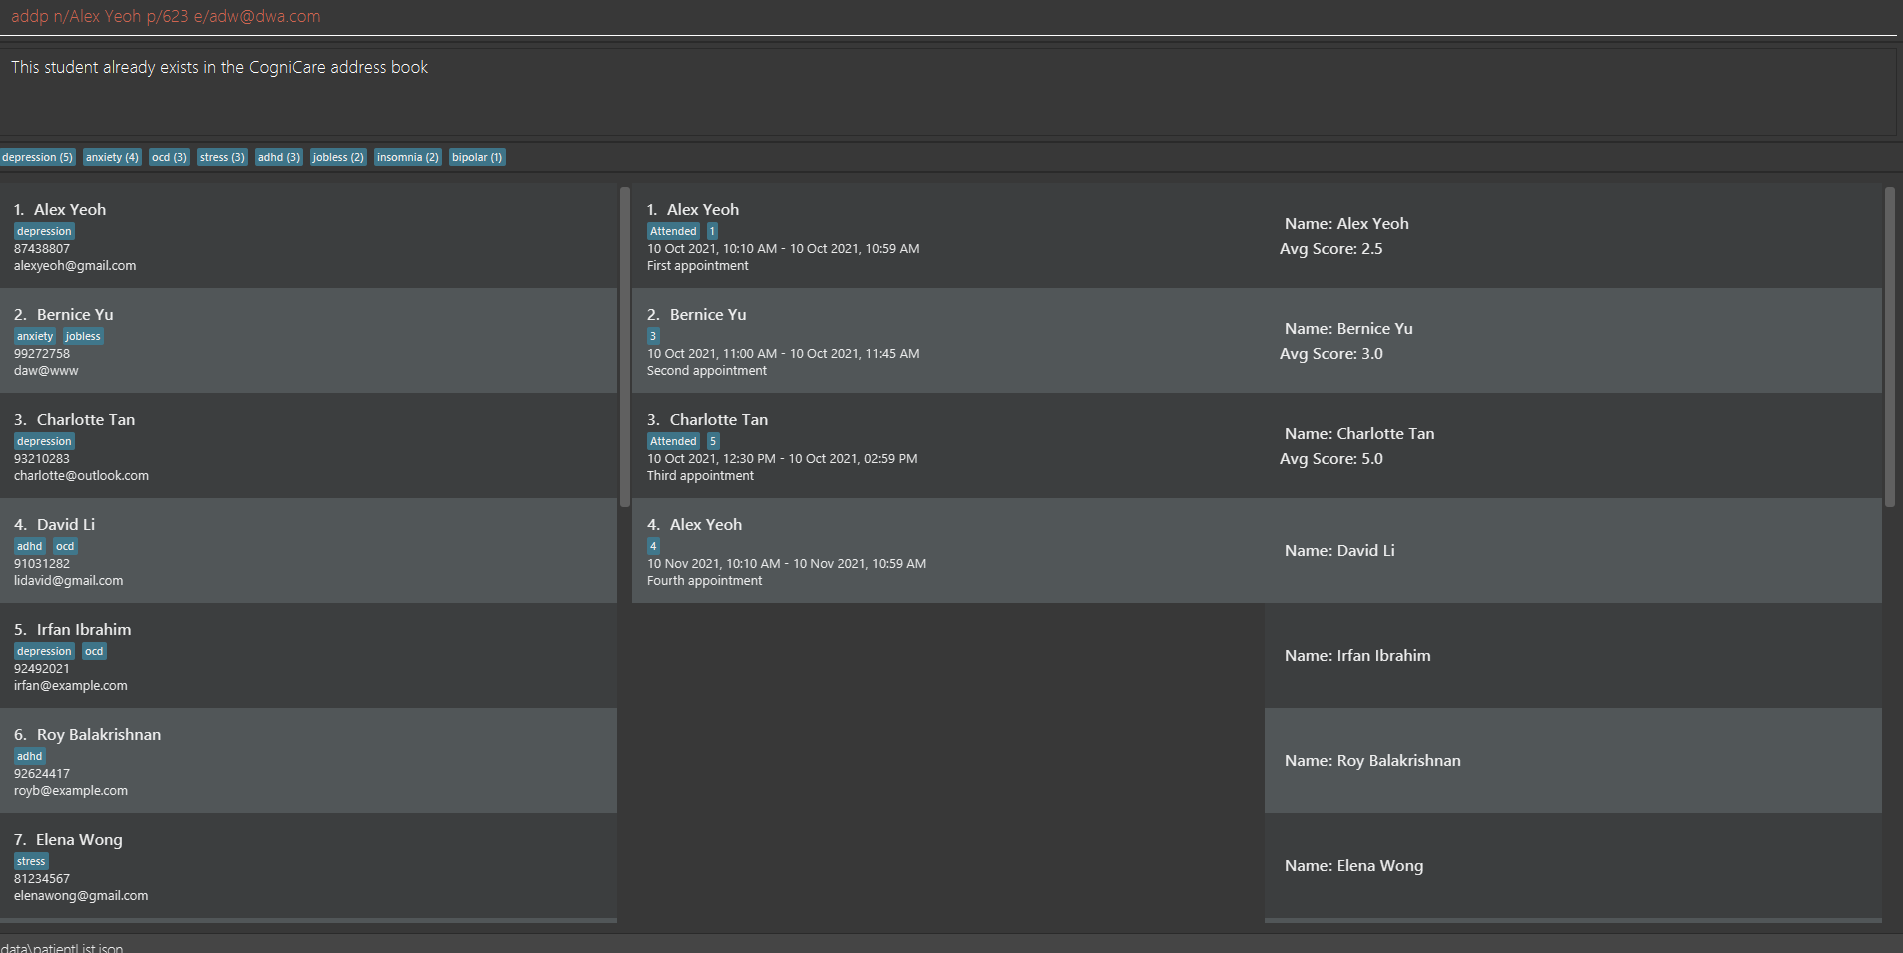 addp n/Alex Yeoh p/623 e/adw@dwa.com
This student already exists in the CogniCare address book
depression (5) anxiety (4) ocd (3) stress (3) adhd (3) jobless (2) insomnia (2) bipolar (1)
1. Alex Yeoh
depression
87438807
alexyeoh@gmail.com
2. Bernice Yu
anxiety jobless
99272758
daw@www
3. Charlotte Tan
depression
93210283
charlotte@outlook.com
4. David Li
adhd ocd
91031282
lidavid@gmail.com
5. Irfan Ibrahim
depression ocd
92492021
irfan@example.com
6. Roy Balakrishnan
adhd
92624417
royb@example.com
7. Elena Wong
stress
81234567
elenawong@gmail.com
1. Alex Yeoh
Attended 1
10 Oct 2021, 10:10 AM - 10 Oct 2021, 10:59 AM
First appointment
2. Bernice Yu
3
10 Oct 2021, 11:00 AM - 10 Oct 2021, 11:45 AM
Second appointment
3. Charlotte Tan
Attended 5
10 Oct 2021, 12:30 PM - 10 Oct 2021, 02:59 PM
Third appointment
4. Alex Yeoh
4
10 Nov 2021, 10:10 AM - 10 Nov 2021, 10:59 AM
Fourth appointment
Name: Alex Yeoh
Avg Score: 2.5
Name: Bernice Yu
Avg Score: 3.0
Name: Charlotte Tan
Avg Score: 5.0
Name: David Li
Name: Irfan Ibrahim
Name: Roy Balakrishnan
Name: Elena Wong
data\patientList.json